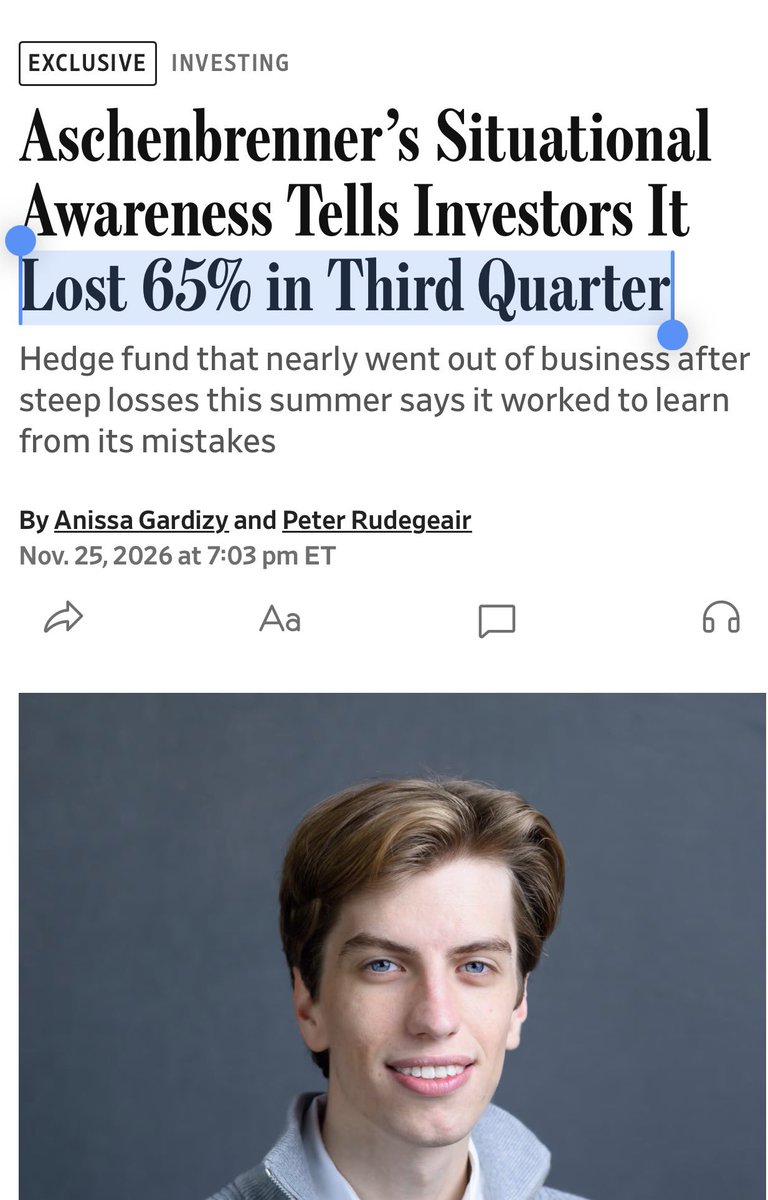 EXCLUSIVE INVESTING
Aschenbrenner’s Situational
Awareness Tells Investors It
Lost 65% in Third Quarter
Hedge fund that nearly went out of business after
steep losses this summer says it worked to learn
from its mistakes
By Anissa Gardizy and Peter Rudegeair
Nov. 25, 2026 at 7:03 pm ET
Aa